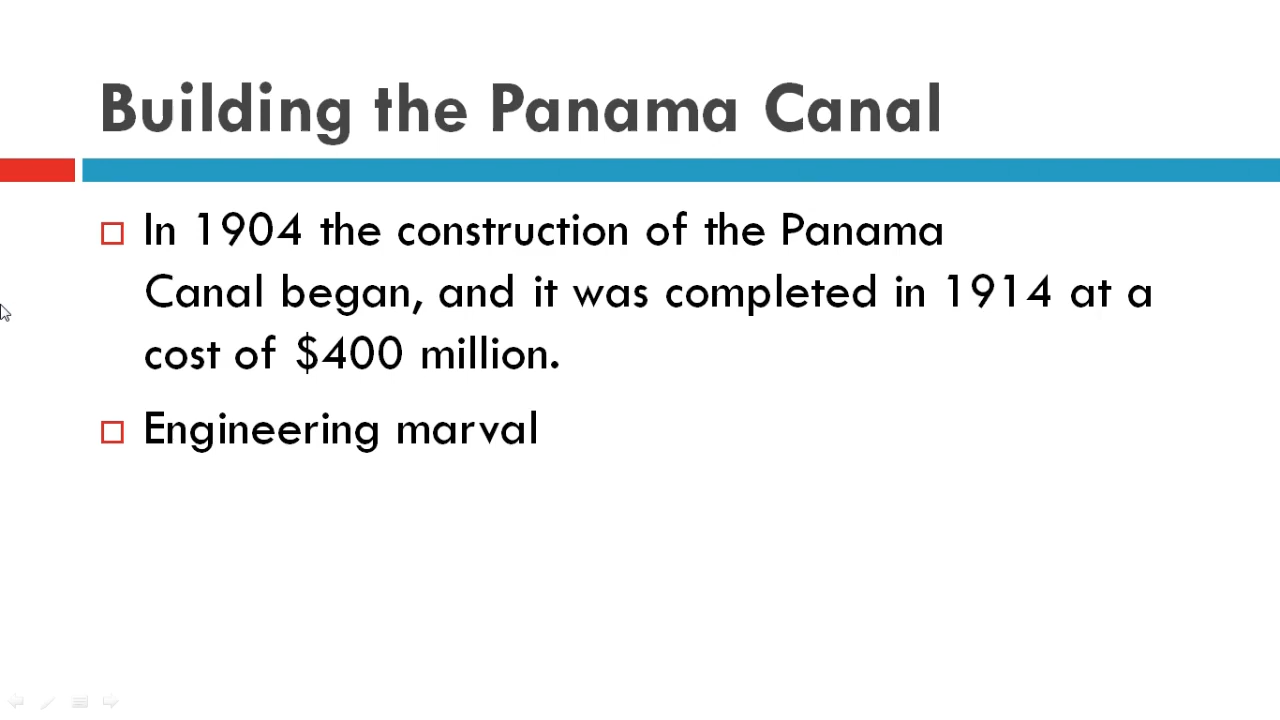 Building the Panama Canal
In 1904 the construction of the Panama
Canal began, and it was completed in 1914 at a
cost of $400 million.
Engineering marval